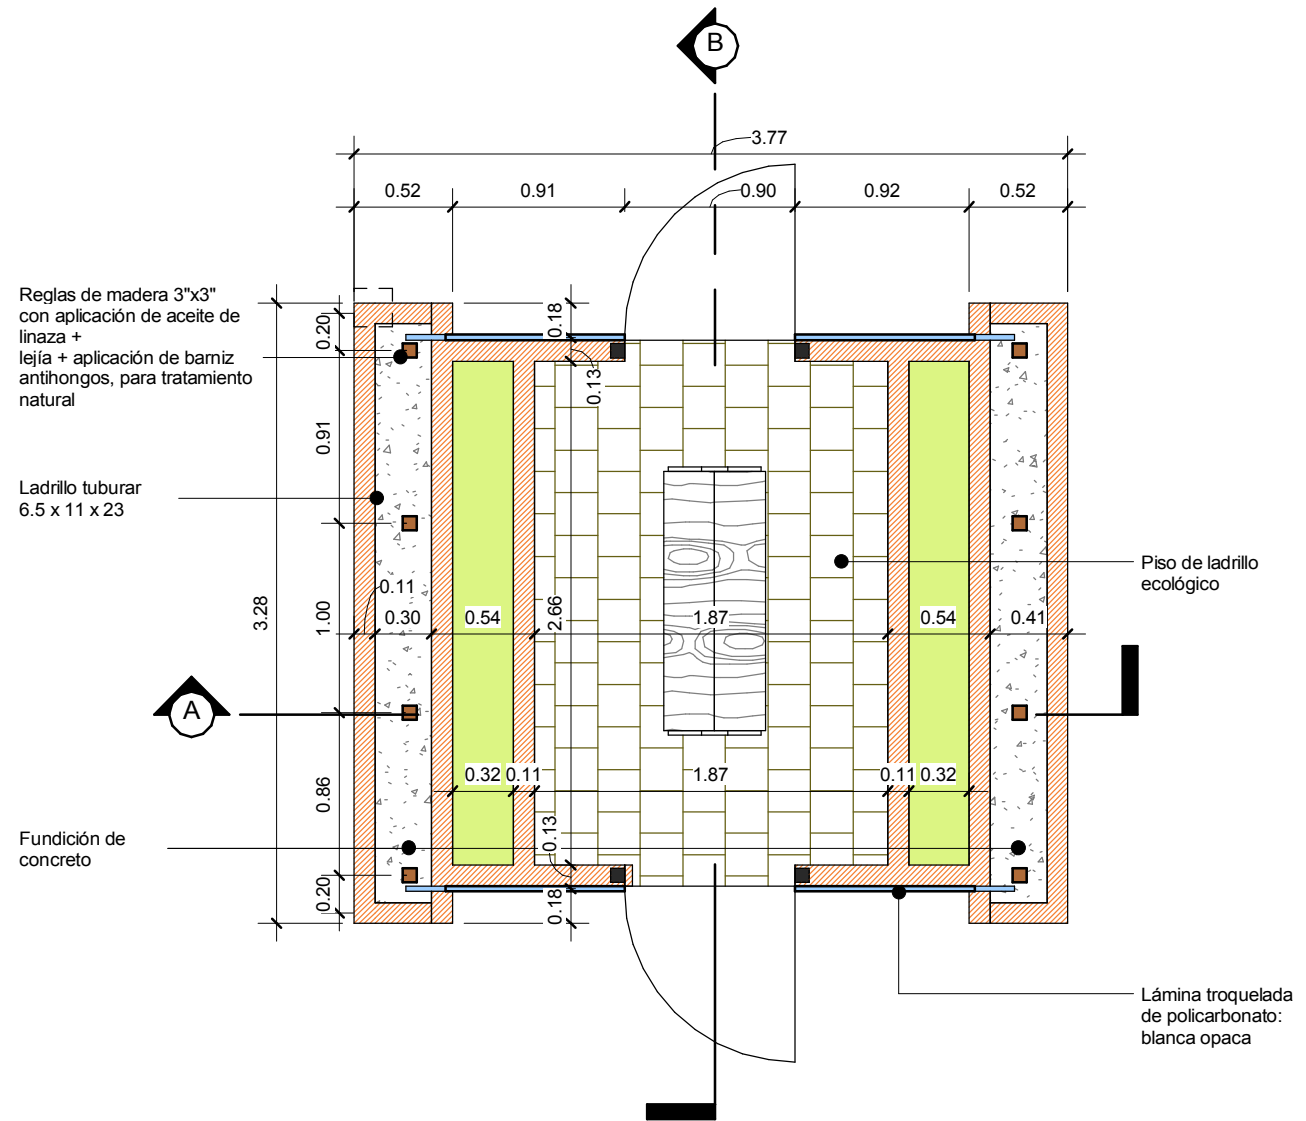 B
3.77
0.52
0.91
0.90
0.92
0.52
Reglas de madera 3"x3"
con aplicación de aceite de
linaza +
lejía + aplicación de barniz
antihongos, para tratamiento
natural
0.20
0.18
0.13
0.91
Ladrillo tuburar
6.5 x 11 x 23
Piso de ladrillo
ecológico
0.11
3.28
1.00
0.30
0.54
2.66
1.87
0.54
0.41
A
0.86
0.32
0.11
1.87
0.11
0.32
Fundición de
concreto
0.13
0.20
0.18
Lámina troquelada
de policarbonato:
blanca opaca